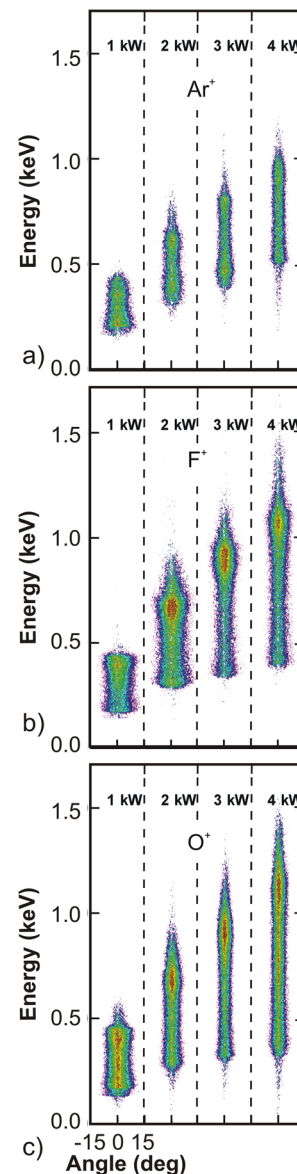 1.5
1 kW 2 kW 3 kW 4 kW
Ar+
1.0
Energy (keV)
0.5
0.0
a)
1.5
1 kW 2 kW 3 kW 4 kW
F+
1.0
Energy (keV)
0.5
0.0
b)
1.5
1 kW 2 kW 3 kW 4 kW
O+
1.0
Energy (keV)
0.5
0.0
-15 0 15
c) Angle (deg)